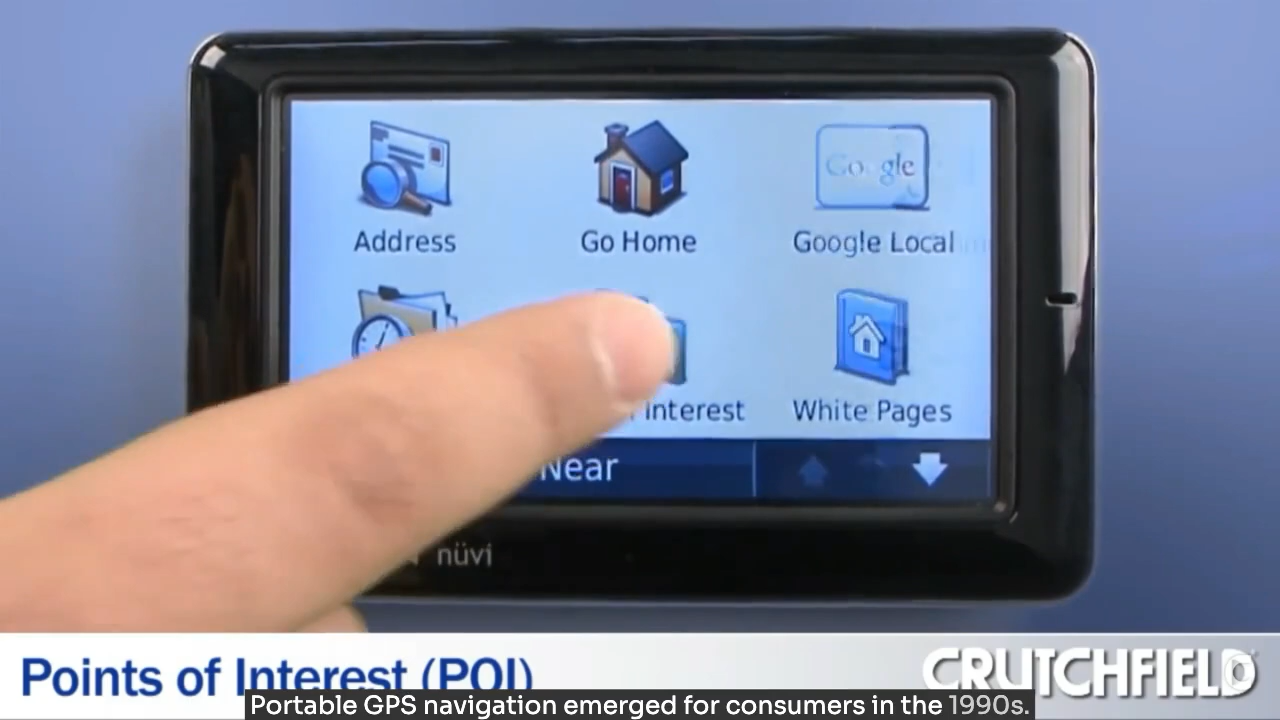 Google
Address
Go Home
Google Local
Interest
White Pages
Near
nüvi
Points of Interest (POI)
CRUTCHFIELD
Portable GPS navigation emerged for consumers in the 1990s.